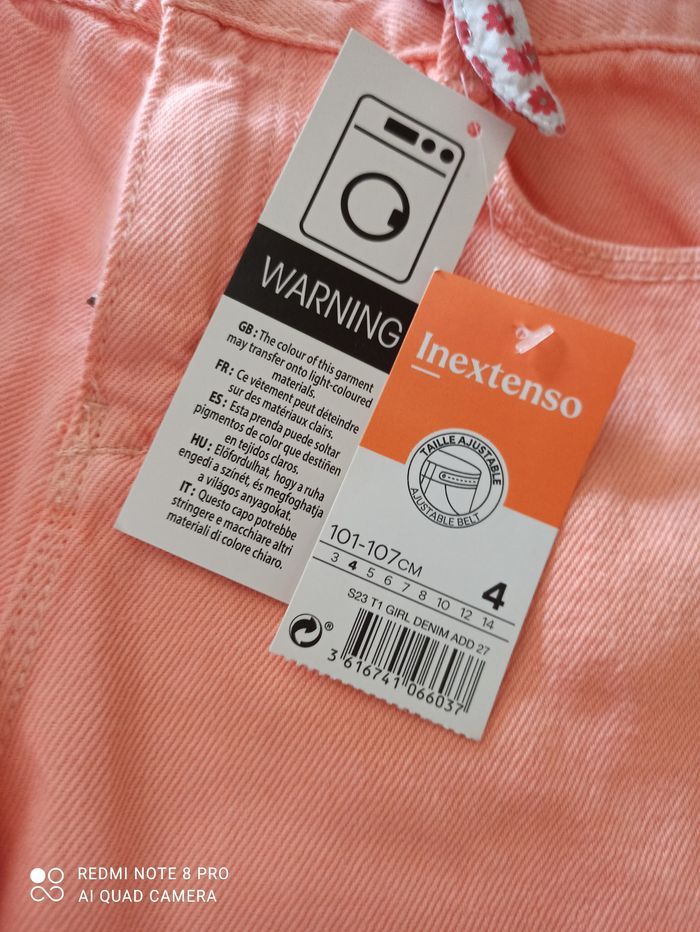 WARNING
GB : The colour of this garment
may transfer onto light-coloured
materials.
FR : Ce vêtement peut déteindre
sur des matériaux clairs.
ES : Esta prenda puede soltar
pigmentos de color que destiñen
en tejidos claros.
HU : Előfordulhat, hogy a ruha
engedi a színét, és megfoghatja
a világos anyagokat.
IT : Questo capo potrebbe
stringere e macchiare altri
materiali di colore chiaro.
Inextenso
TAILLE AJUSTABLE
AJUSTABLE BELT
101-107CM
4
3 4 5 6 7 8 10 12 14
S23 T1 GIRL DENIM ADD 27
®
3 616741 066037
REDMI NOTE 8 PRO
AI QUAD CAMERA